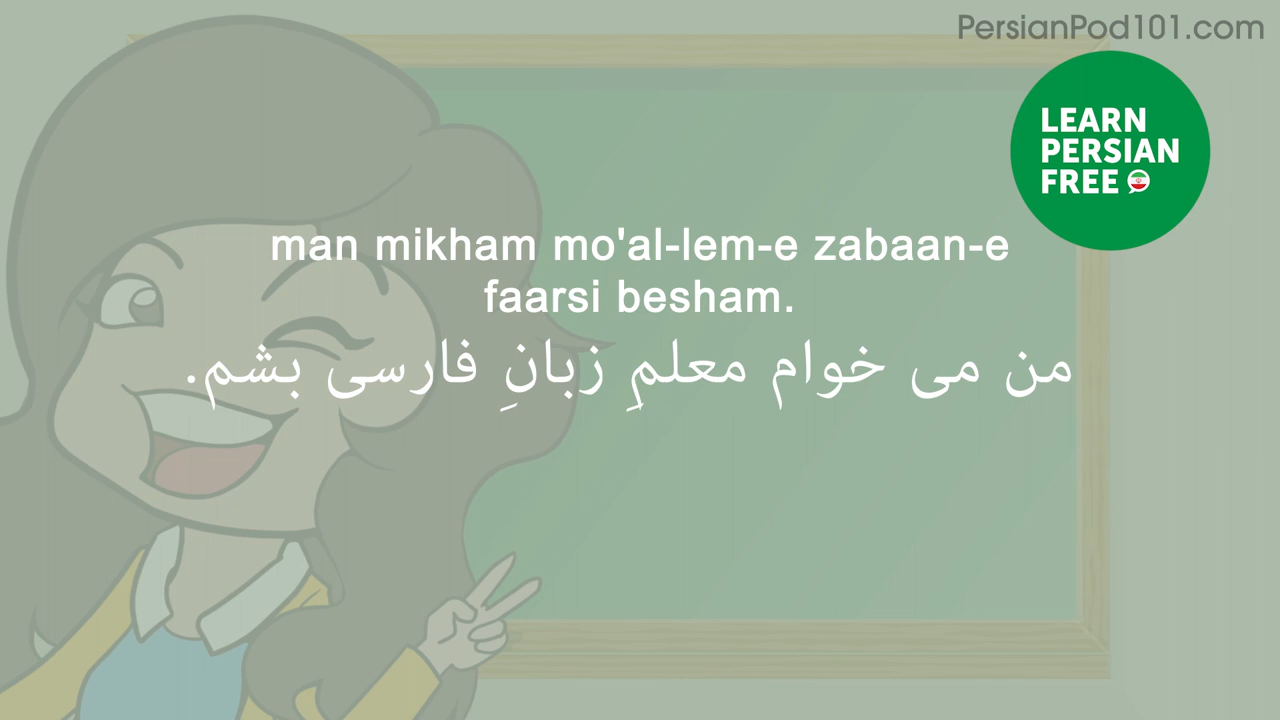 PersianPod101.com
LEARN
PERSIAN
FREE
man mikham mo'al-lem-e zabaan-e
faarsi besham.
من می خوام معلمِ زبانِ فارسی بشم.